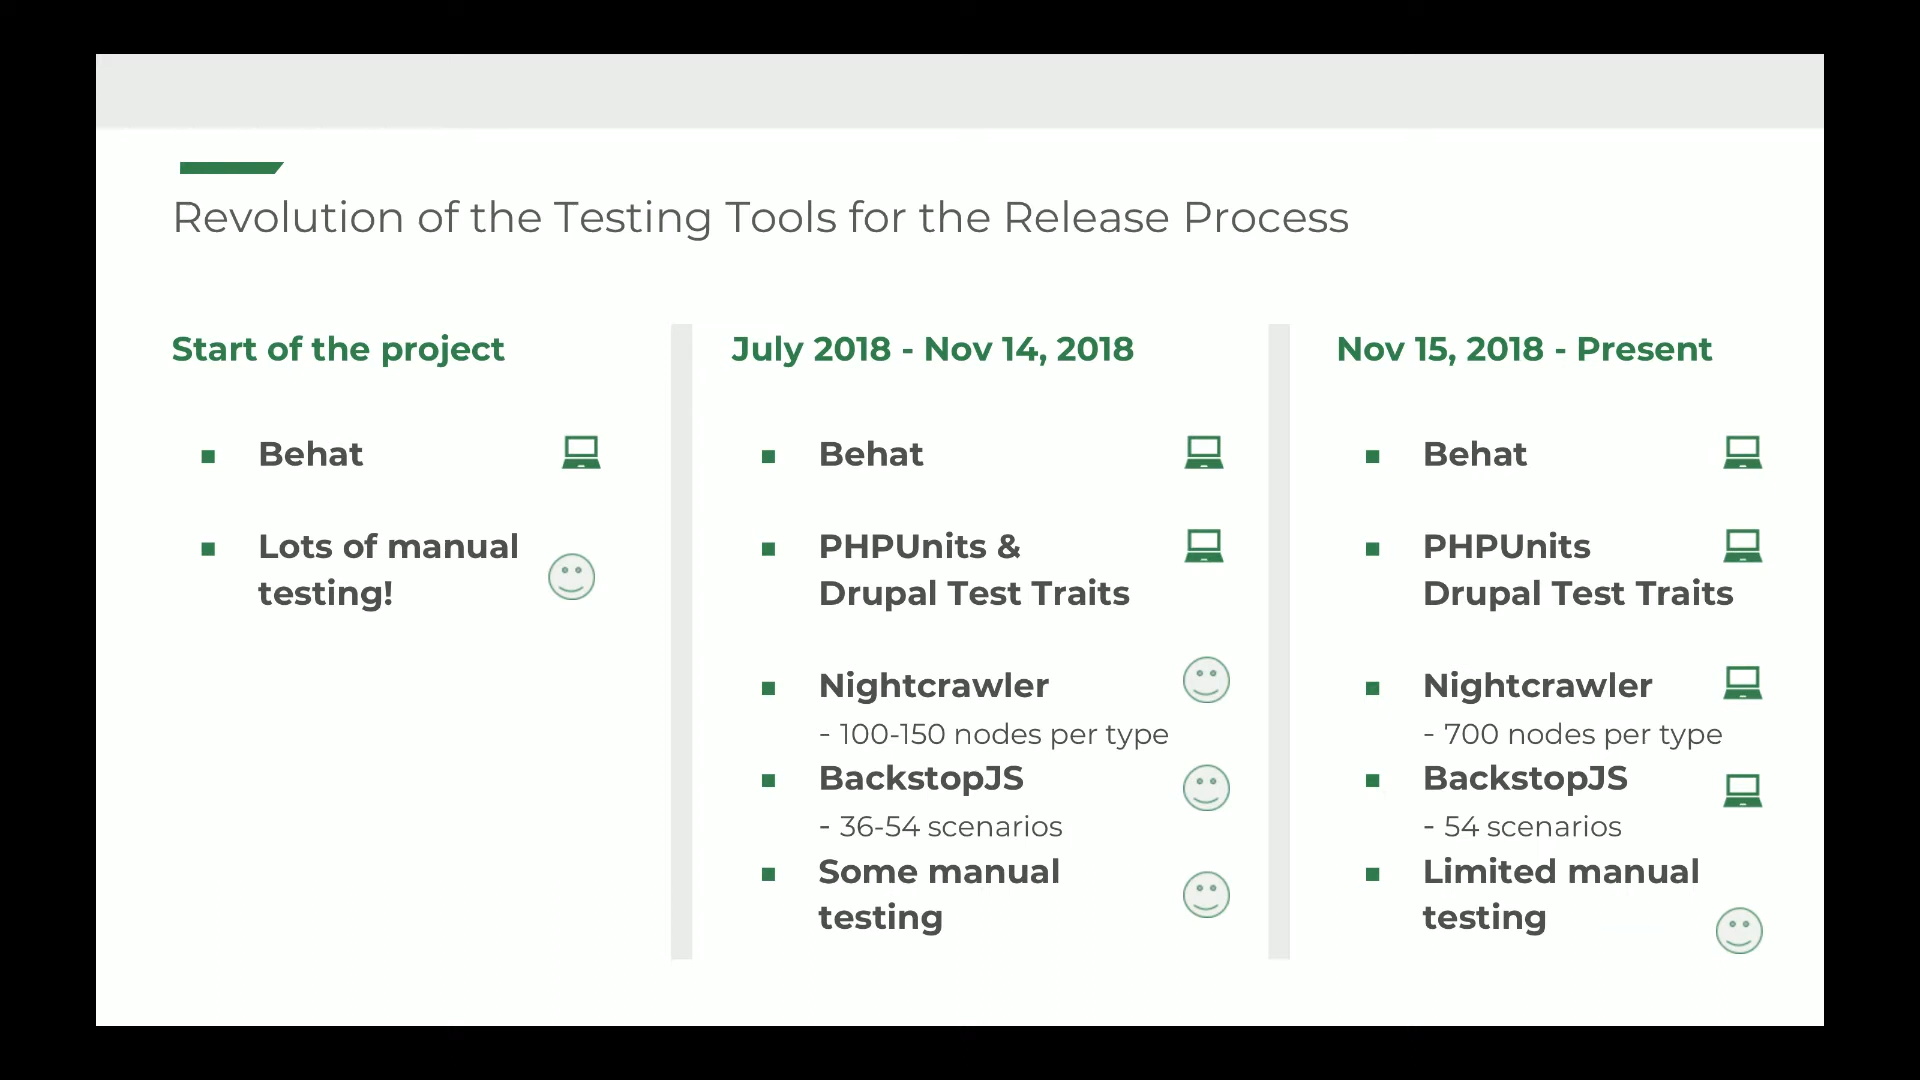 Revolution of the Testing Tools for the Release Process
Start of the project
Behat
Lots of manual
testing!
July 2018 - Nov 14, 2018
Behat
PHPUnits &
Drupal Test Traits
Nightcrawler
- 100-150 nodes per type
BackstopJS
- 36-54 scenarios
Some manual
testing
Nov 15, 2018 - Present
Behat
PHPUnits
Drupal Test Traits
Nightcrawler
- 700 nodes per type
BackstopJS
- 54 scenarios
Limited manual
testing